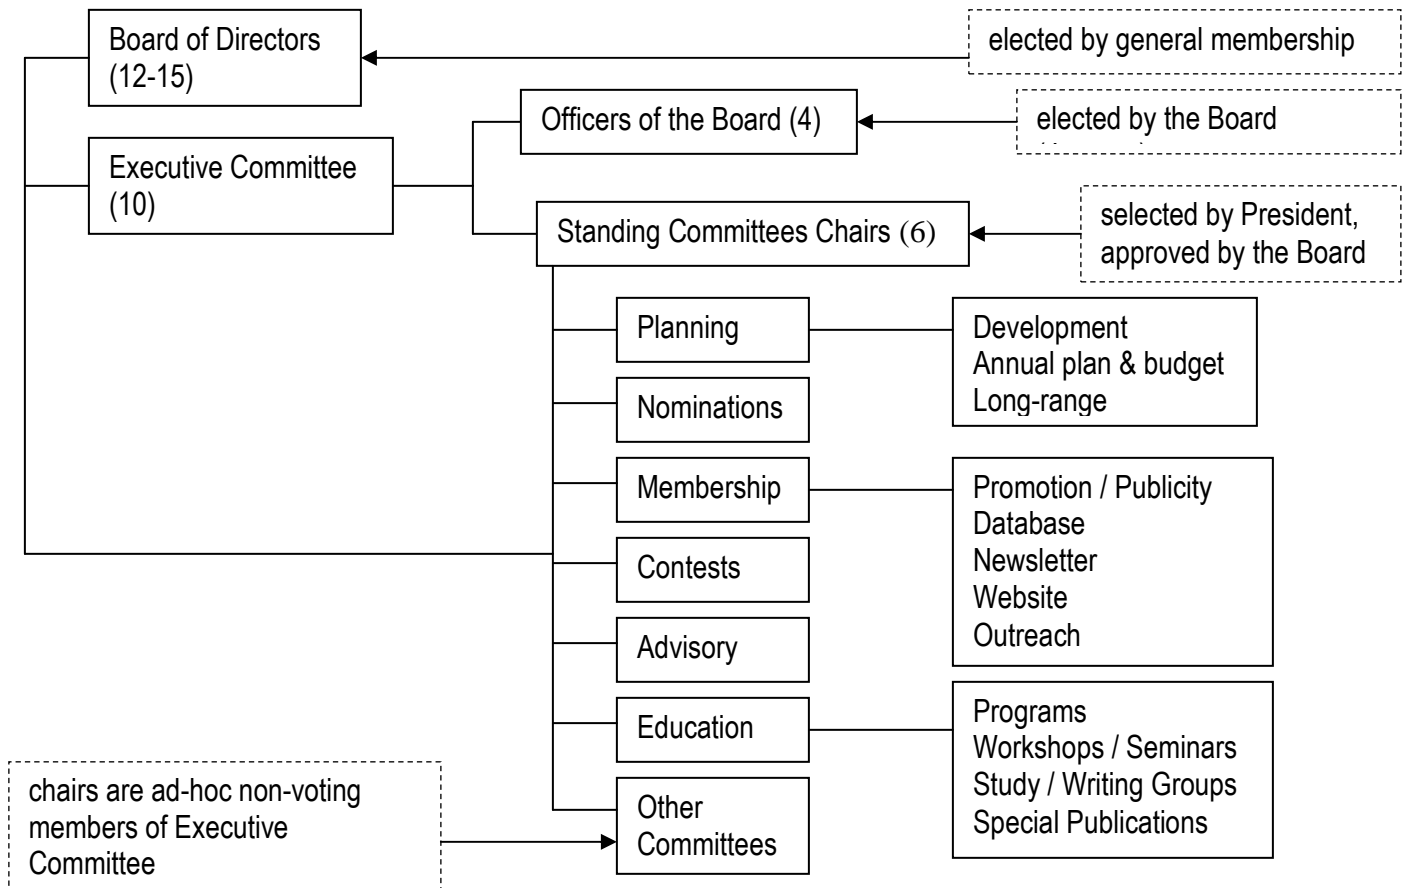 Board of Directors
(12-15)
elected by general membership
Officers of the Board (4)
elected by the Board
Executive Committee
(10)
Standing Committees Chairs (6)
selected by President,
approved by the Board
Planning
Development
Annual plan & budget
Long-range
Nominations
Membership
Promotion / Publicity
Database
Newsletter
Website
Outreach
Contests
Advisory
Education
Programs
Workshops / Seminars
Study / Writing Groups
Special Publications
chairs are ad-hoc non-voting
members of Executive
Committee
Other
Committees